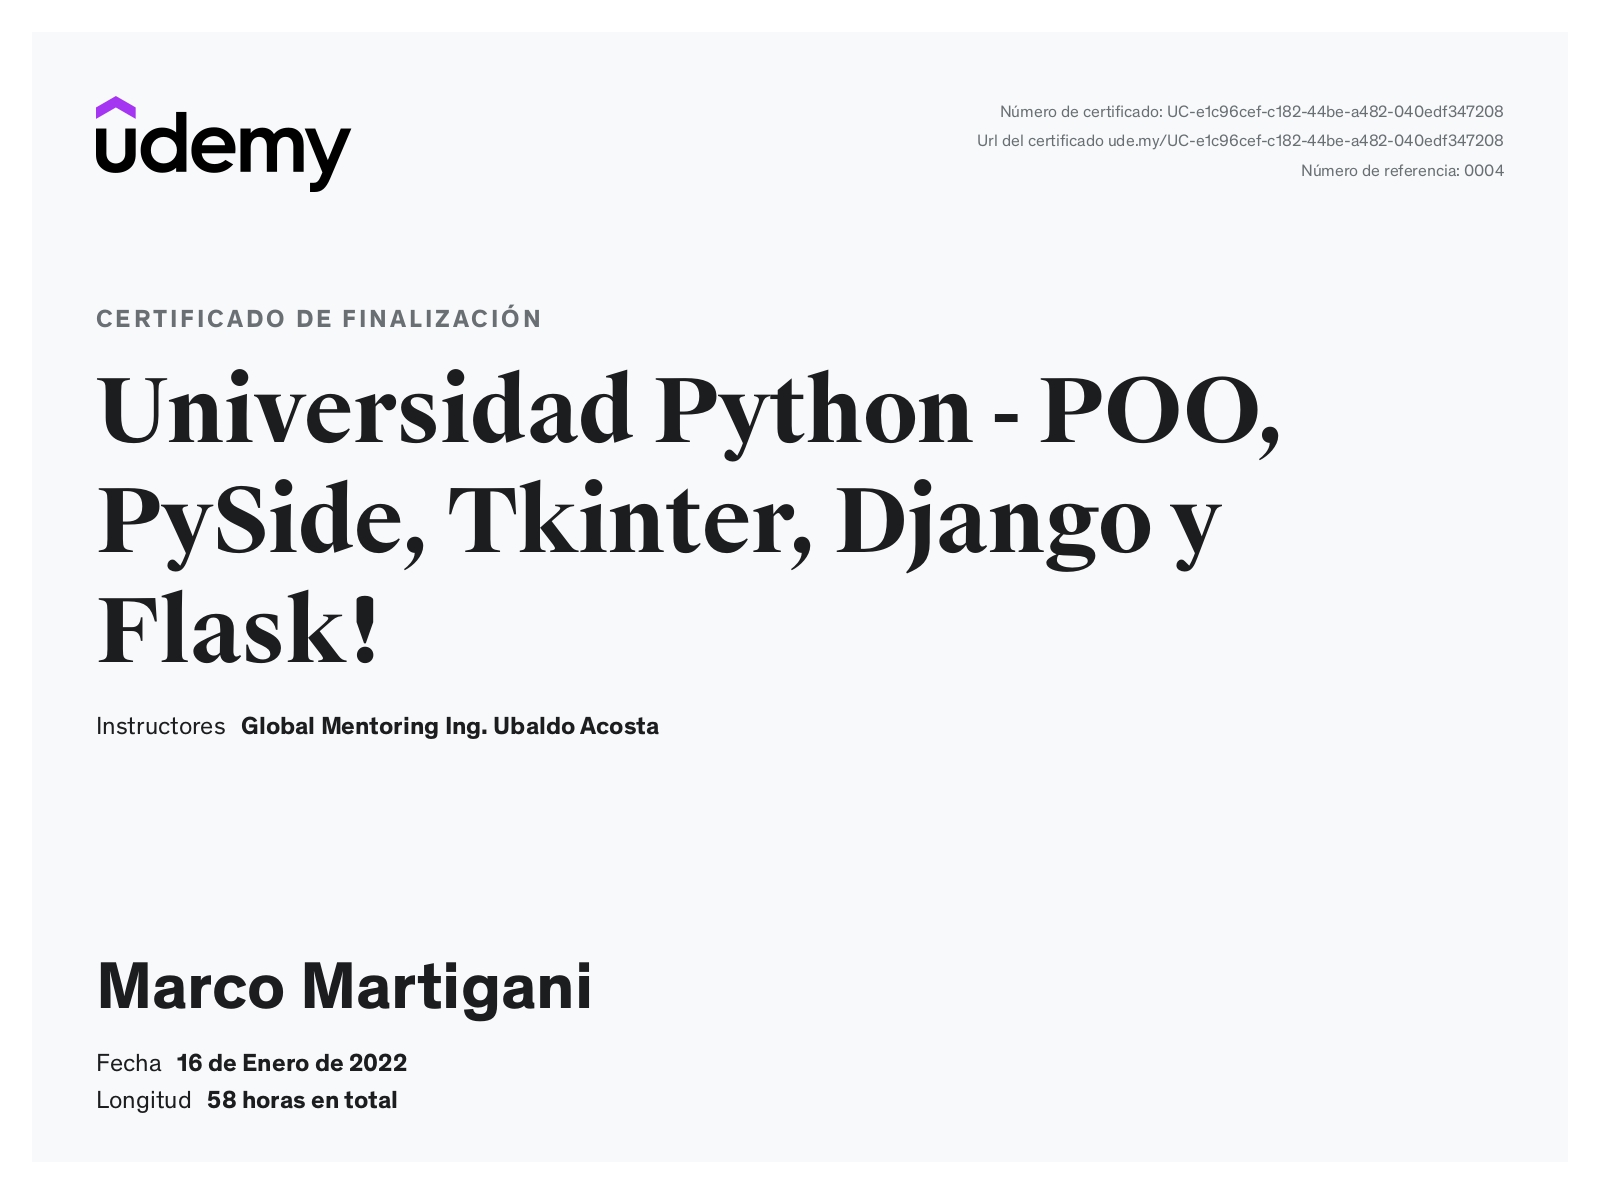 udemy
Número de certificado: UC-e1c96cef-c182-44be-a482-040edf347208
Url del certificado ude.my/UC-e1c96cef-c182-44be-a482-040edf347208
Número de referencia: 0004
CERTIFICADO DE FINALIZACIÓN
Universidad Python - POO,
PySide, Tkinter, Django y
Flask!
Instructores Global Mentoring Ing. Ubaldo Acosta
Marco Martigani
Fecha 16 de Enero de 2022
Longitud 58 horas en total